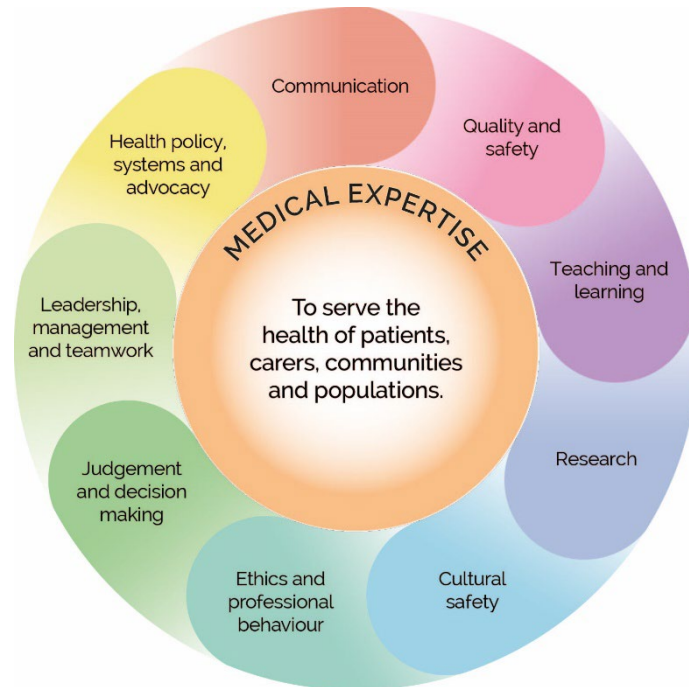 Communication
Quality and
safety
Teaching and
learning
Research
Cultural
safety
Ethics and
professional
behaviour
Judgement
and decision
making
Leadership,
management
and teamwork
Health policy,
systems and
advocacy
MEDICAL EXPERTISE
To serve the
health of patients,
carers, communities
and populations.